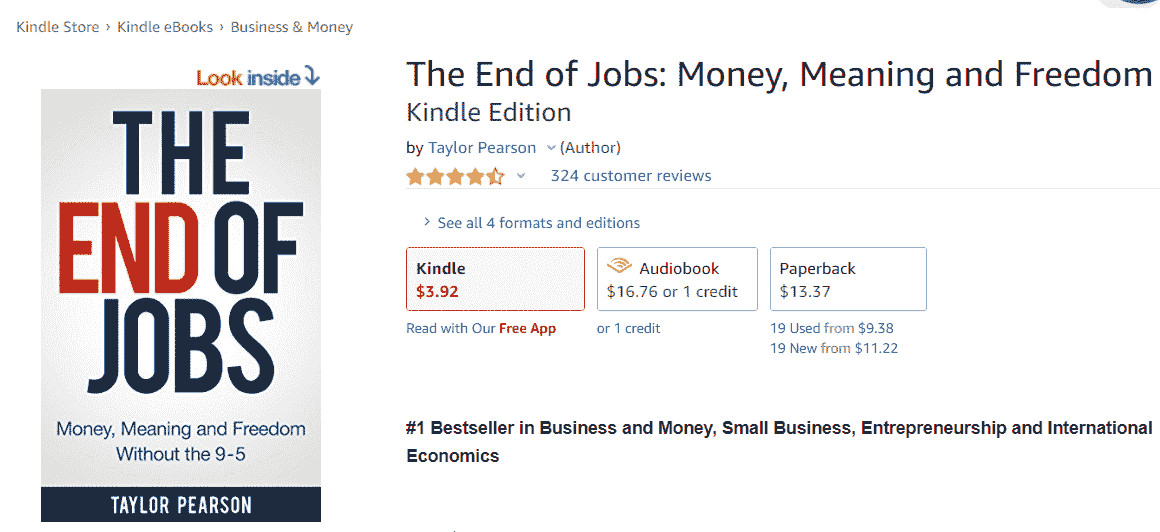 Kindle Store › Kindle eBooks › Business & Money
Look inside
THE
END OF
JOBS
Money, Meaning and Freedom
Without the 9-5
TAYLOR PEARSON
The End of Jobs: Money, Meaning and Freedom
Kindle Edition
by Taylor Pearson (Author)
324 customer reviews
› See all 4 formats and editions
Kindle
$3.92
Read with Our Free App
Audiobook
$16.76 or 1 credit
or 1 credit
Paperback
$13.37
19 Used from $9.38
19 New from $11.22
#1 Bestseller in Business and Money, Small Business, Entrepreneurship and International
Economics